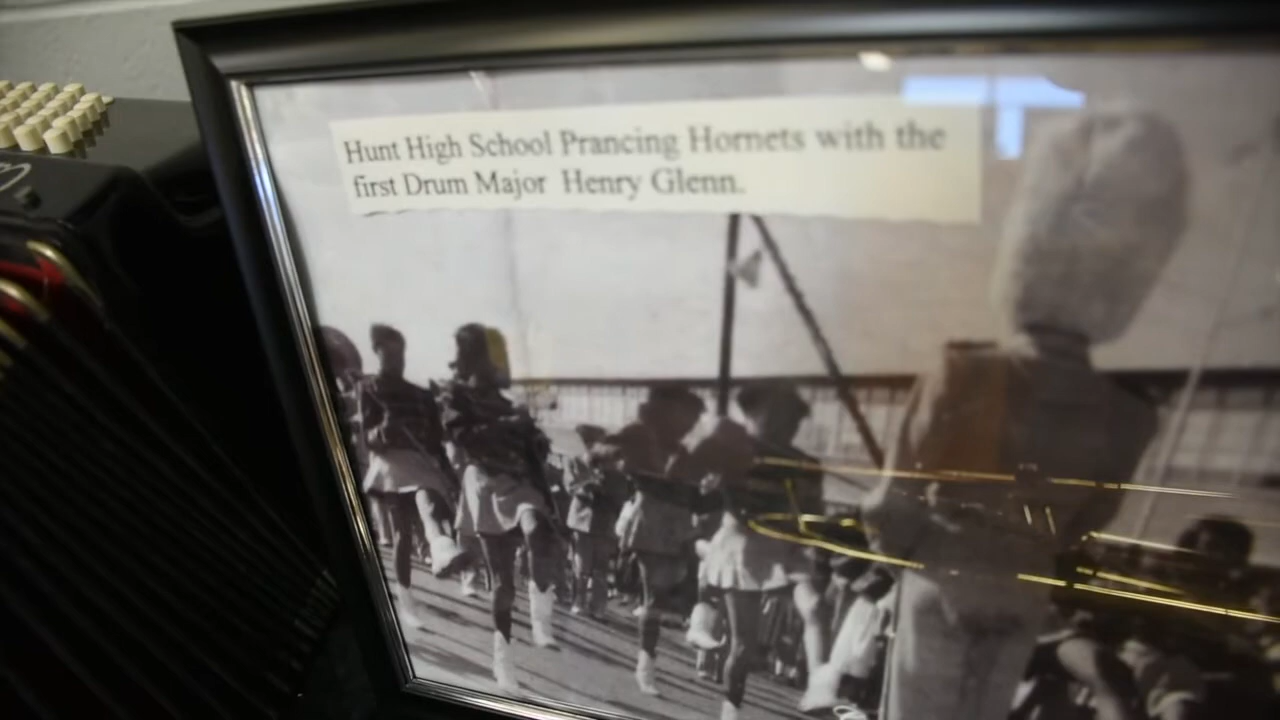 Hunt High School Prancing Hornets with the
first Drum Major Henry Glenn.